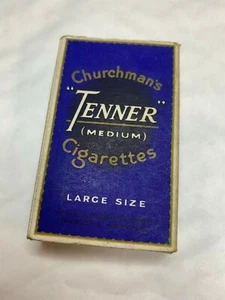 Churchman's
"TENNER"
(MEDIUM)
Cigarettes
LARGE SIZE